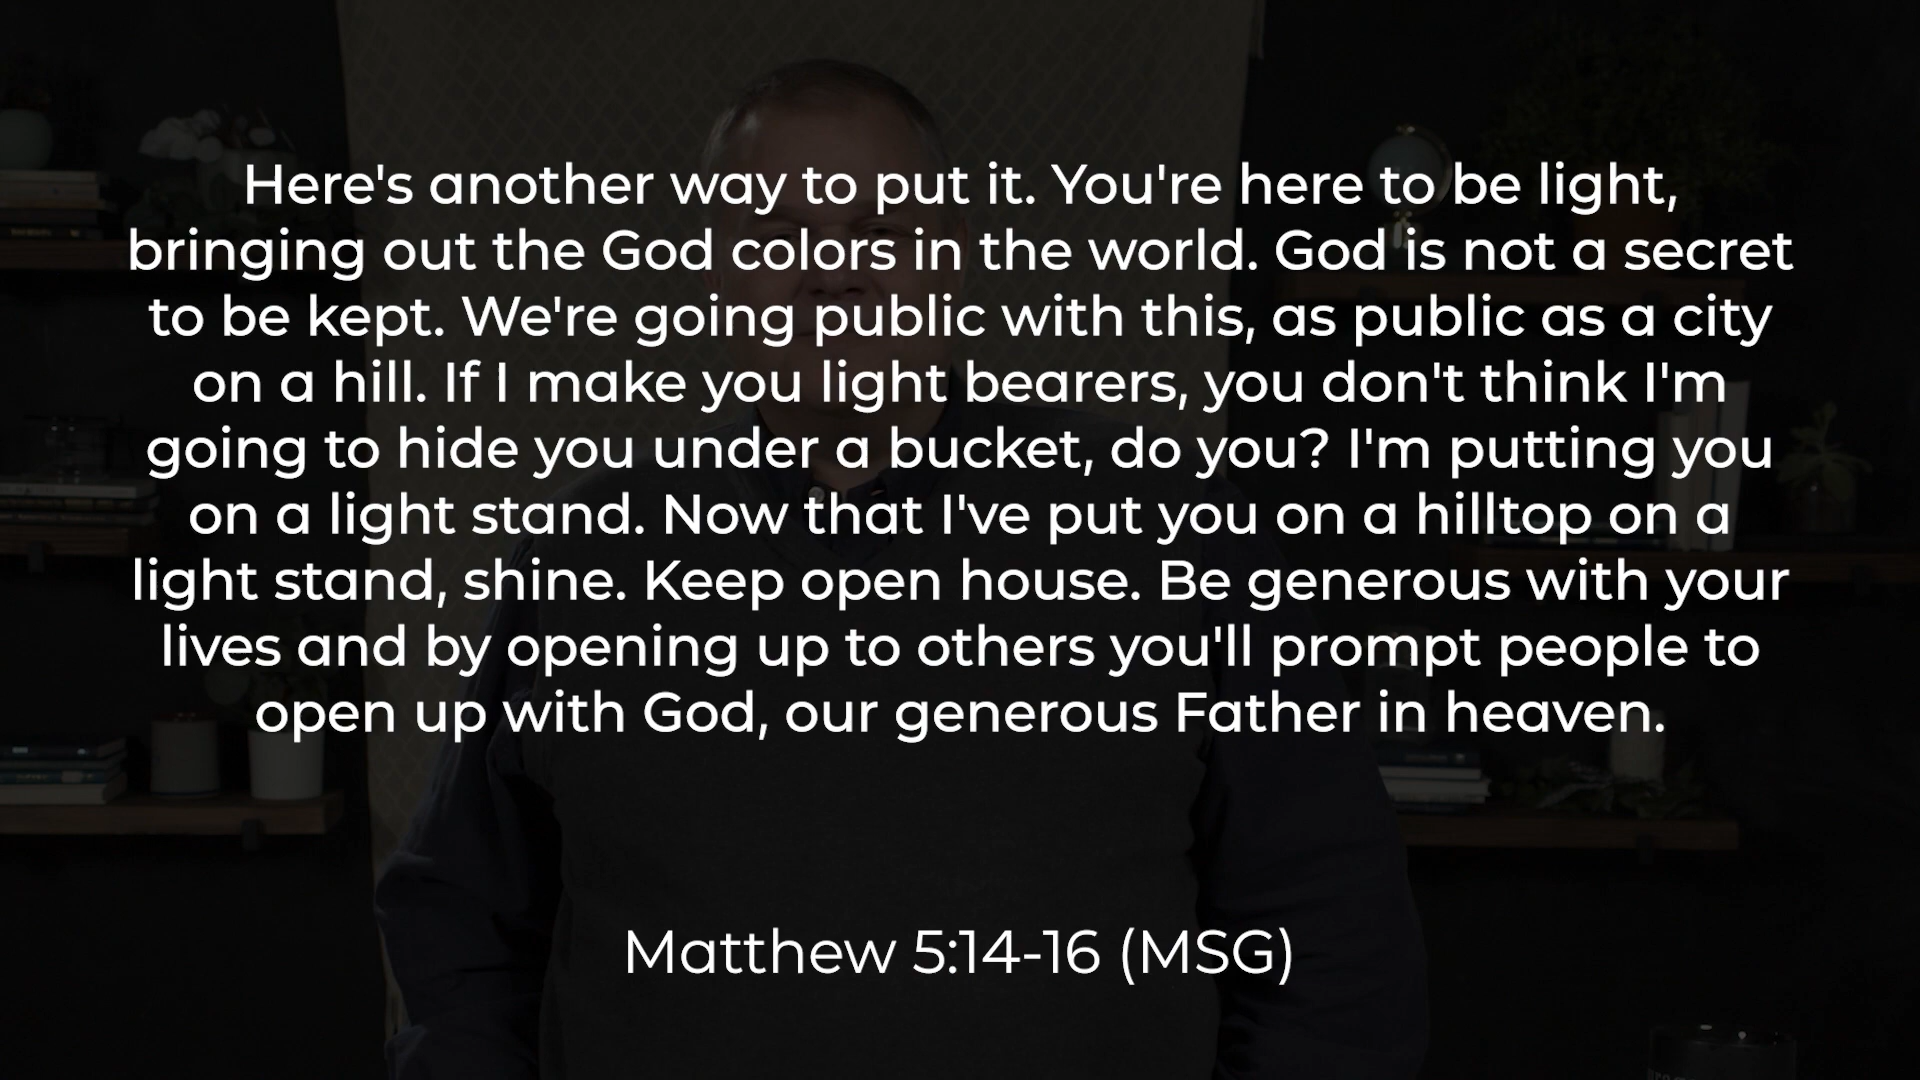 Here's another way to put it. You're here to be light,
bringing out the God colors in the world. God is not a secret
to be kept. We're going public with this, as public as a city
on a hill. If I make you light bearers, you don't think I'm
going to hide you under a bucket, do you? I'm putting you
on a light stand. Now that I've put you on a hilltop on a
light stand, shine. Keep open house. Be generous with your
lives and by opening up to others you'll prompt people to
open up with God, our generous Father in heaven.
Matthew 5:14-16 (MSG)